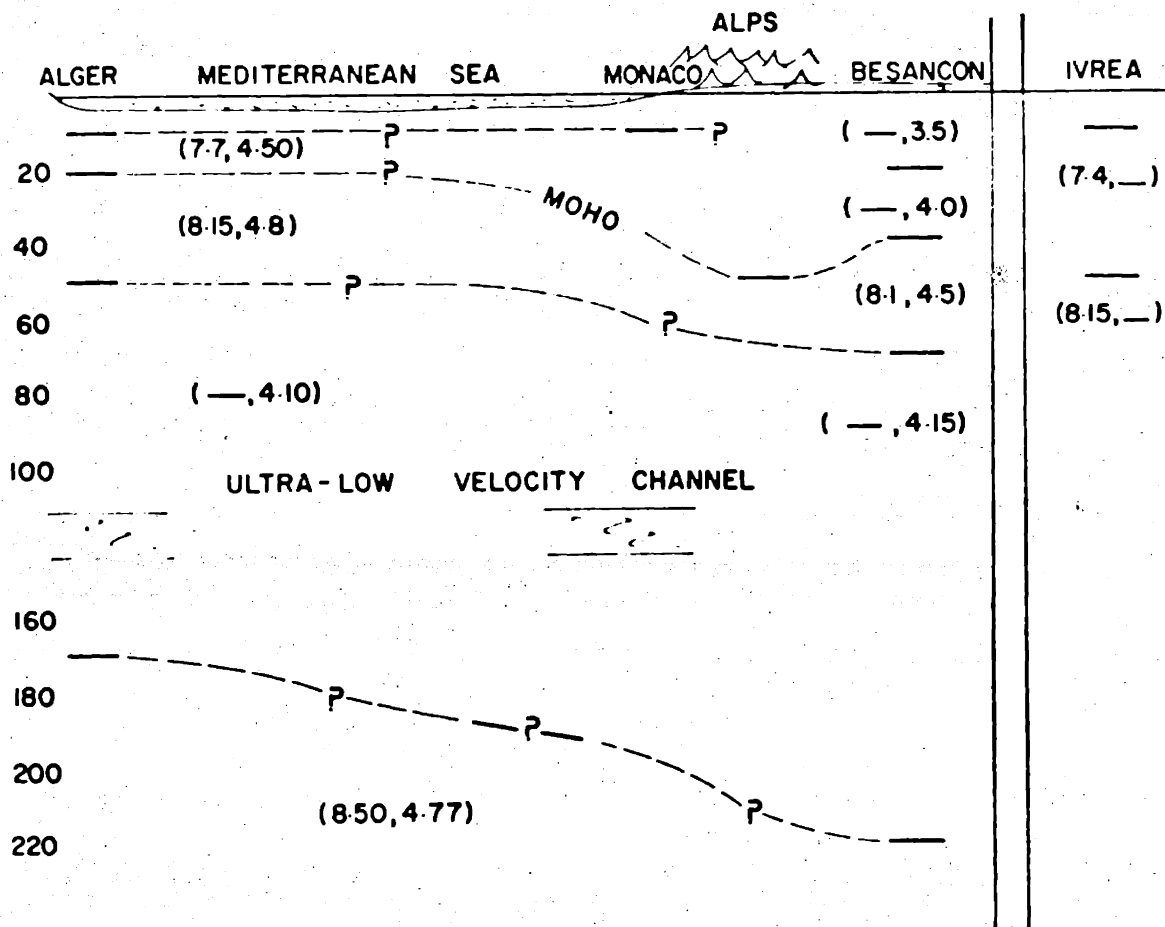 ALPS
ALGER MEDITERRANEAN SEA MONACO BESANÇON IVREA
? ? ( —, 3.5)
(7.7, 4.50)
20 ? (7.4, —)
MOHO ( —, 4.0)
(8.15, 4.8)
40
? (8.1, 4.5)
60 ? (8.15, —)
80 ( —, 4.10)
( —, 4.15)
100 ULTRA-LOW VELOCITY CHANNEL
160
180 ?
?
200
(8.50, 4.77) ?
220